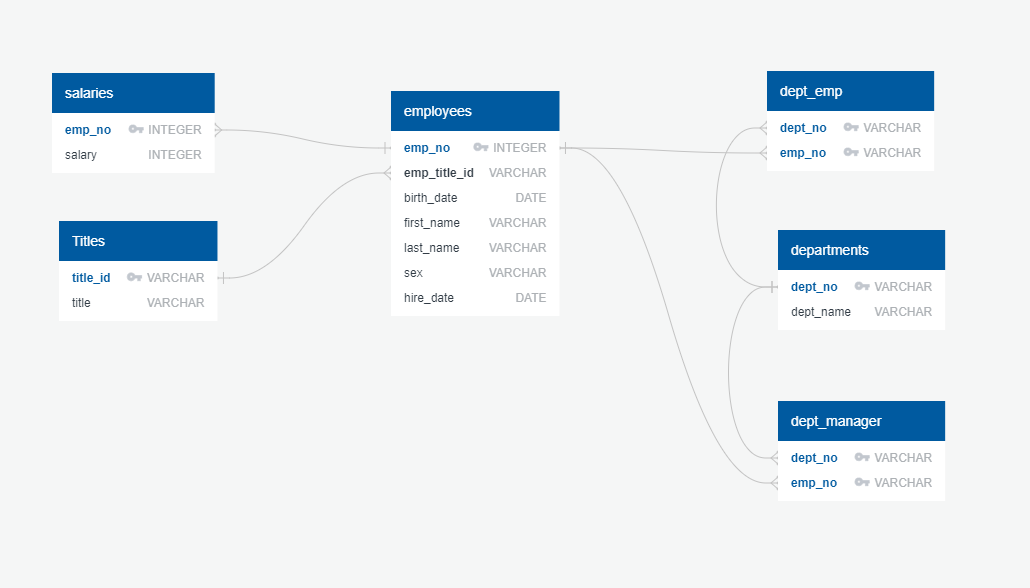 salaries
emp_no INTEGER
salary INTEGER
Titles
title_id VARCHAR
title VARCHAR
employees
emp_no INTEGER
emp_title_id VARCHAR
birth_date DATE
first_name VARCHAR
last_name VARCHAR
sex VARCHAR
hire_date DATE
dept_emp
dept_no VARCHAR
emp_no VARCHAR
departments
dept_no VARCHAR
dept_name VARCHAR
dept_manager
dept_no VARCHAR
emp_no VARCHAR